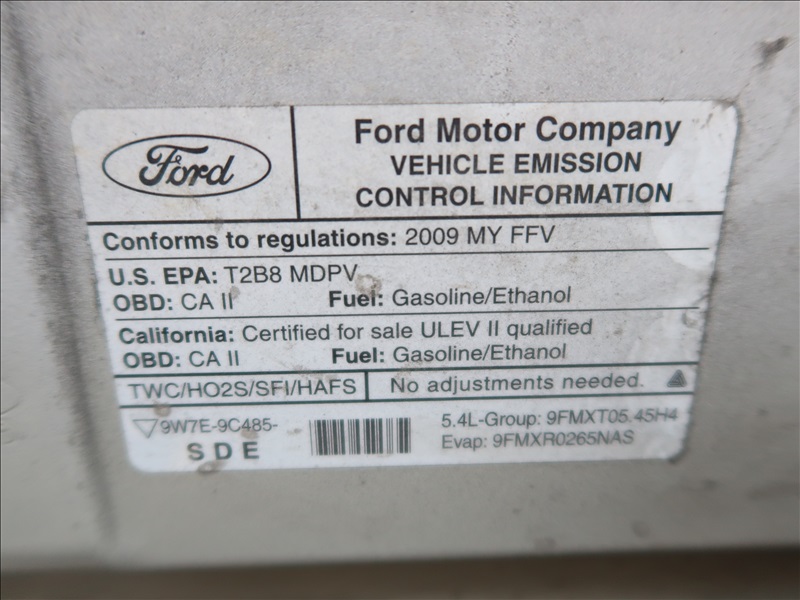 Ford
Ford Motor Company
VEHICLE EMISSION
CONTROL INFORMATION
Conforms to regulations: 2009 MY FFV
U.S. EPA: T2B8 MDPV
OBD: CA II Fuel: Gasoline/Ethanol
California: Certified for sale ULEV II qualified
OBD: CA II Fuel: Gasoline/Ethanol
TWC/HO2S/SFI/HAFS No adjustments needed.
9W7E-9C485-
SDE
5.4L-Group: 9FMXT05.45H4
Evap: 9FMXR0265NAS